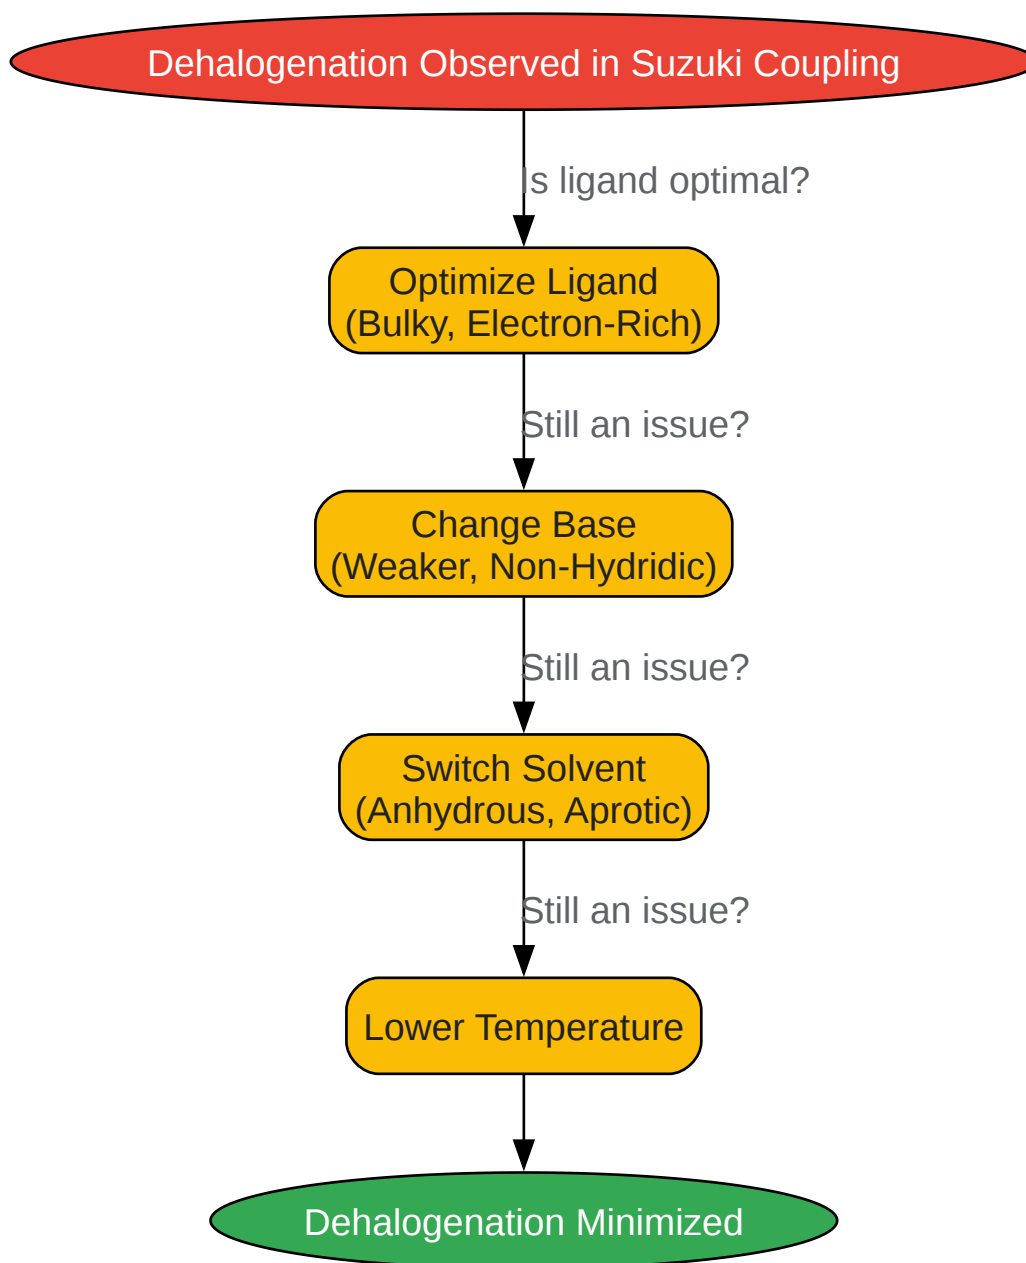 Dehalogenation Observed in Suzuki Coupling
Is ligand optimal?
Optimize Ligand
(Bulky, Electron-Rich)
Still an issue?
Change Base
(Weaker, Non-Hydridic)
Still an issue?
Switch Solvent
(Anhydrous, Aprotic)
Still an issue?
Lower Temperature
Dehalogenation Minimized